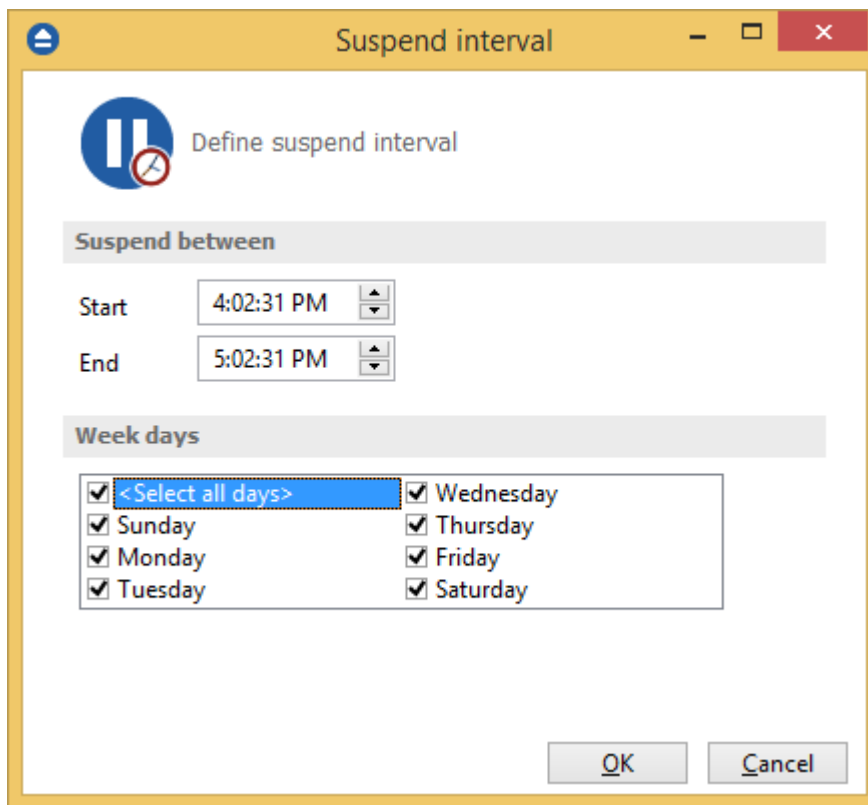 Suspend interval
Define suspend interval
Suspend between
Start 4:02:31 PM
End 5:02:31 PM
Week days
<Select all days> Wednesday
Sunday Thursday
Monday Friday
Tuesday Saturday
OK Cancel